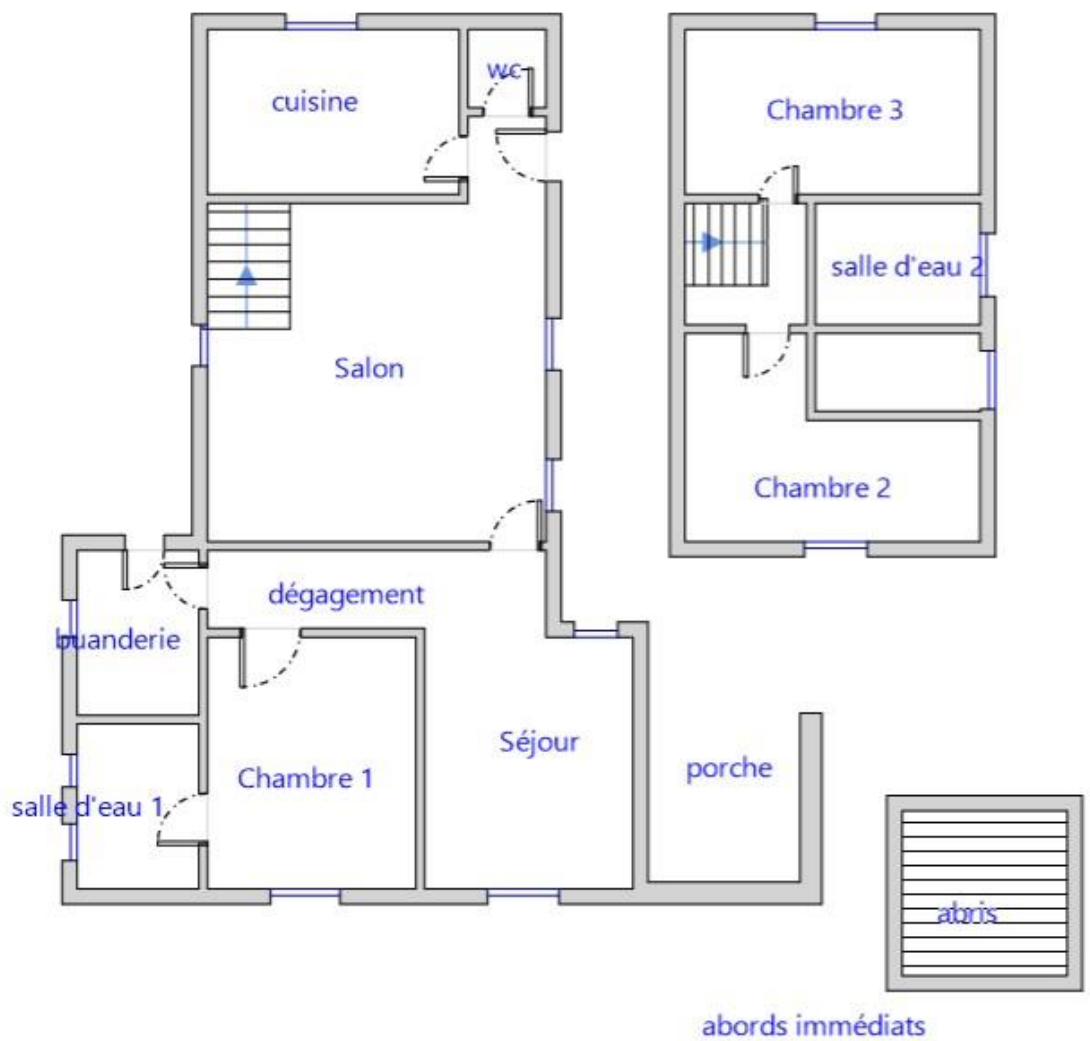 cuisine
wc
Chambre 3
salle d'eau 2
Salon
Chambre 2
dégagement
buanderie
Séjour
porche
Chambre 1
salle d'eau 1
abris
abords immédiats